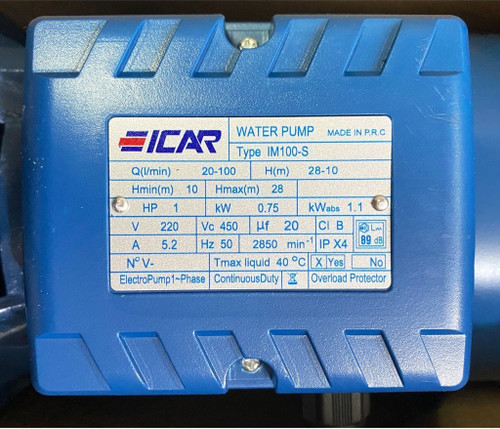 EICAR WATER PUMP MADE IN P.R.C
Type IM100-S
Q(l/min) 20-100 H(m) 28-10
Hmin(m) 10 Hmax(m) 28
HP 1 kW 0.75 kWabs 1.1
V 220 Vc 450 µf 20 Cl B
A 5.2 Hz 50 2850 min⁻¹ IP X4
LWA 89 dB
N° V- Tmax liquid 40 °C X Yes No
ElectroPump1~Phase ContinuousDuty Overload Protector